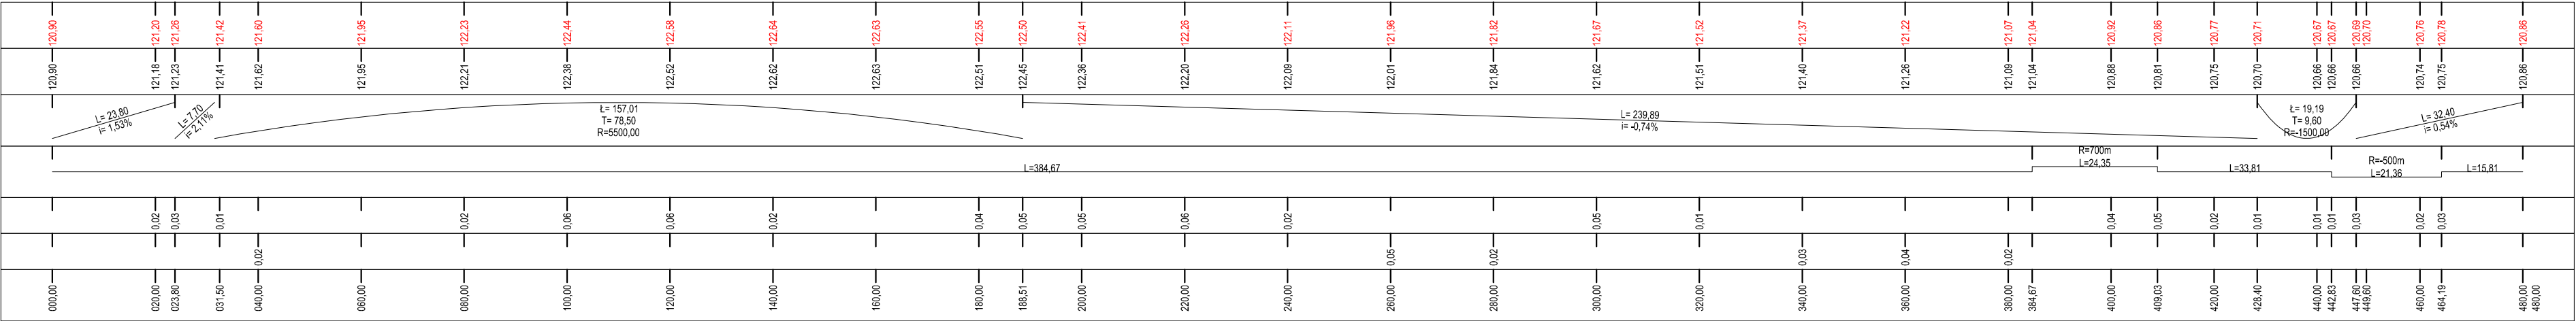 120,90 121,20 121,26 121,42 121,60 121,95 122,23 122,44 122,58 122,64 122,63 122,55 122,50 122,41 122,26 122,11 121,96 121,82 121,67 121,52 121,37 121,22 121,07 121,04 120,92 120,86 120,77 120,71 120,67 120,67 120,69 120,70 120,76 120,78 120,86
120,90 121,18 121,23 121,41 121,62 121,95 122,21 122,38 122,52 122,62 122,63 122,51 122,45 122,36 122,20 122,09 122,01 121,84 121,62 121,51 121,40 121,26 121,09 121,04 120,88 120,81 120,75 120,70 120,66 120,66 120,66 120,74 120,75 120,86
L= 23,80
i= 1,53%
L= 7,70
i= 2,11%
Ł= 157,01
T= 78,50
R=5500,00
L= 239,89
i= -0,74%
Ł= 19,19
T= 9,60
R=-1500,00
L= 32,40
i= 0,54%
L=384,67
R=700m
L=24,35
L=33,81
R=-500m
L=21,36
L=15,81
0,02 0,03 0,01 0,02 0,06 0,06 0,02 0,04 0,05 0,05 0,06 0,02 0,05 0,01 0,04 0,05 0,02 0,01 0,01 0,01 0,03 0,02 0,03
0,02 0,05 0,02 0,03 0,04 0,02
000,00 020,00 023,80 031,50 040,00 060,00 080,00 100,00 120,00 140,00 160,00 180,00 188,51 200,00 220,00 240,00 260,00 280,00 300,00 320,00 340,00 360,00 380,00 384,67 400,00 409,03 420,00 428,40 440,00 442,83 447,60 449,60 460,00 464,19 480,00 480,00